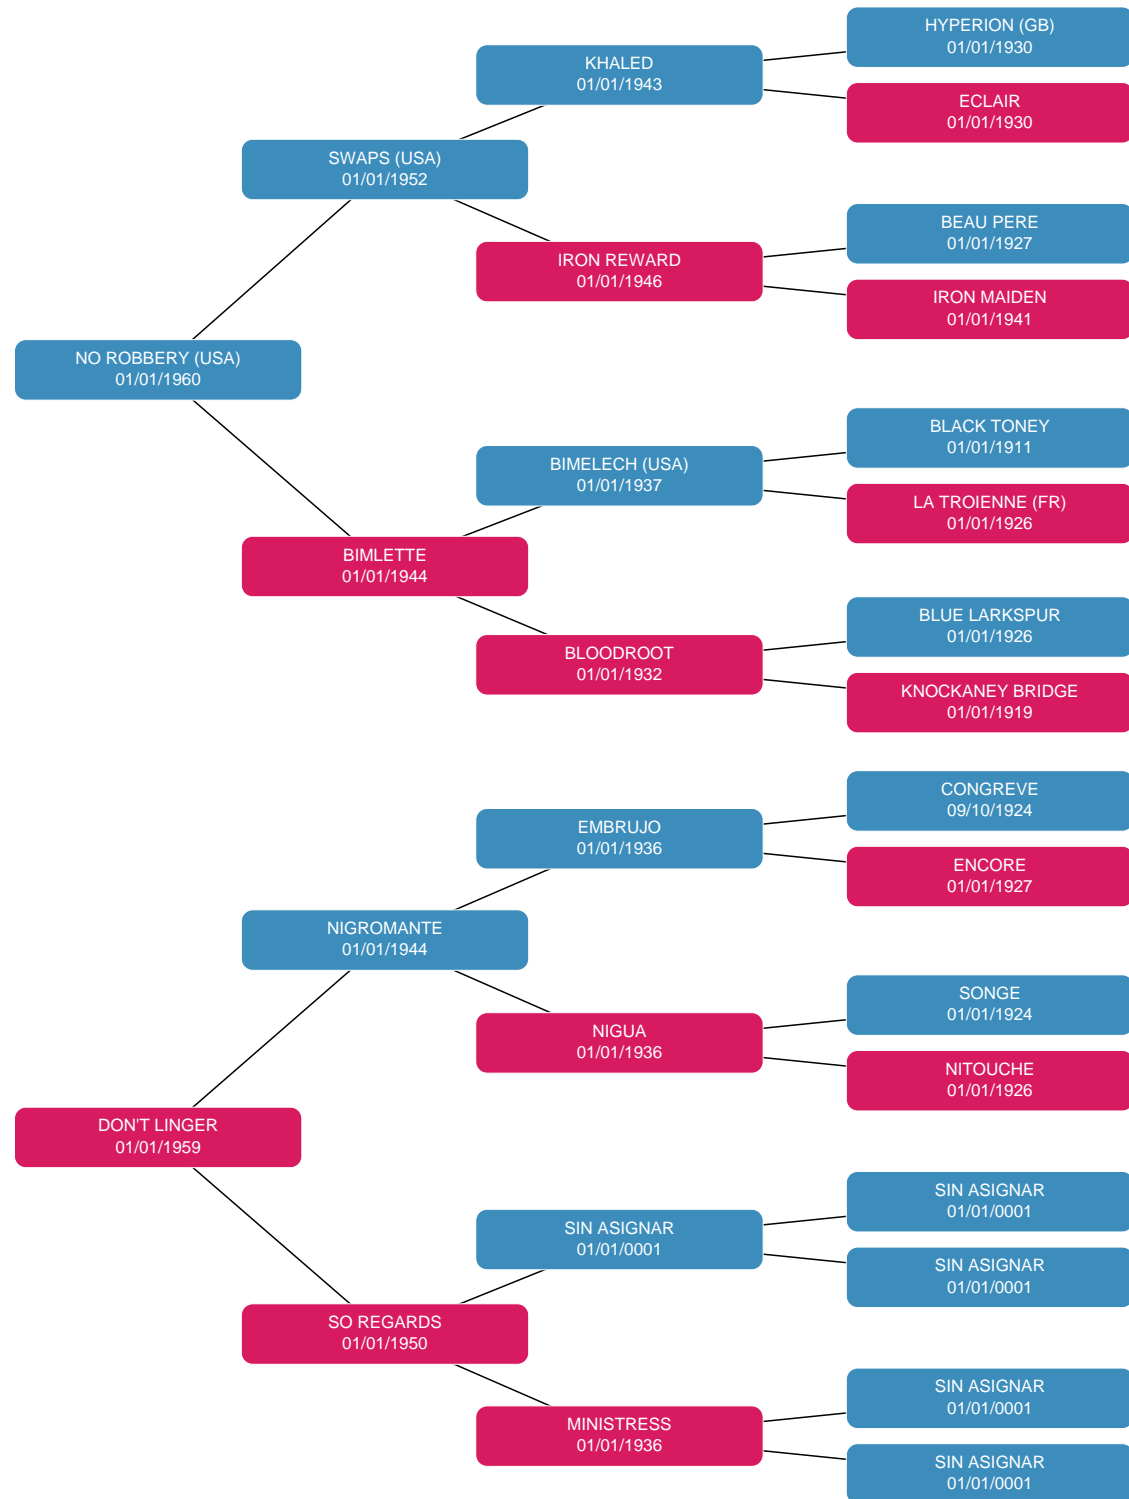 HYPERION (GB)
01/01/1930
KHALED
01/01/1943
ECLAIR
01/01/1930
SWAPS (USA)
01/01/1952
BEAU PERE
01/01/1927
IRON REWARD
01/01/1946
IRON MAIDEN
01/01/1941
NO ROBBERY (USA)
01/01/1960
BLACK TONEY
01/01/1911
BIMELECH (USA)
01/01/1937
LA TROIENNE (FR)
01/01/1926
BIMLETTE
01/01/1944
BLUE LARKSPUR
01/01/1926
BLOODROOT
01/01/1932
KNOCKANEY BRIDGE
01/01/1919
CONGREVE
09/10/1924
EMBRUJO
01/01/1936
ENCORE
01/01/1927
NIGROMANTE
01/01/1944
SONGE
01/01/1924
NIGUA
01/01/1936
NITOUCHE
01/01/1926
DON'T LINGER
01/01/1959
SIN ASIGNAR
01/01/0001
SIN ASIGNAR
01/01/0001
SIN ASIGNAR
01/01/0001
SO REGARDS
01/01/1950
SIN ASIGNAR
01/01/0001
MINISTRESS
01/01/1936
SIN ASIGNAR
01/01/0001